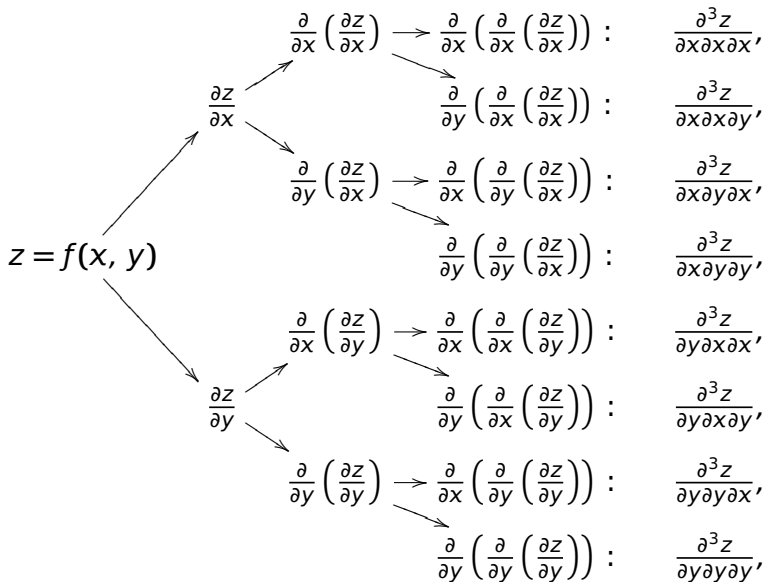 ∂/∂x (∂z/∂x) → ∂/∂x (∂/∂x (∂z/∂x)) : ∂³z/∂x∂x∂x,
∂z/∂x ∂/∂y (∂/∂x (∂z/∂x)) : ∂³z/∂x∂x∂y,
∂/∂y (∂z/∂x) → ∂/∂x (∂/∂y (∂z/∂x)) : ∂³z/∂x∂y∂x,
z = f(x, y) ∂/∂y (∂/∂y (∂z/∂x)) : ∂³z/∂x∂y∂y,
∂/∂x (∂z/∂y) → ∂/∂x (∂/∂x (∂z/∂y)) : ∂³z/∂y∂x∂x,
∂z/∂y ∂/∂y (∂/∂x (∂z/∂y)) : ∂³z/∂y∂x∂y,
∂/∂y (∂z/∂y) → ∂/∂x (∂/∂y (∂z/∂y)) : ∂³z/∂y∂y∂x,
∂/∂y (∂/∂y (∂z/∂y)) : ∂³z/∂y∂y∂y,